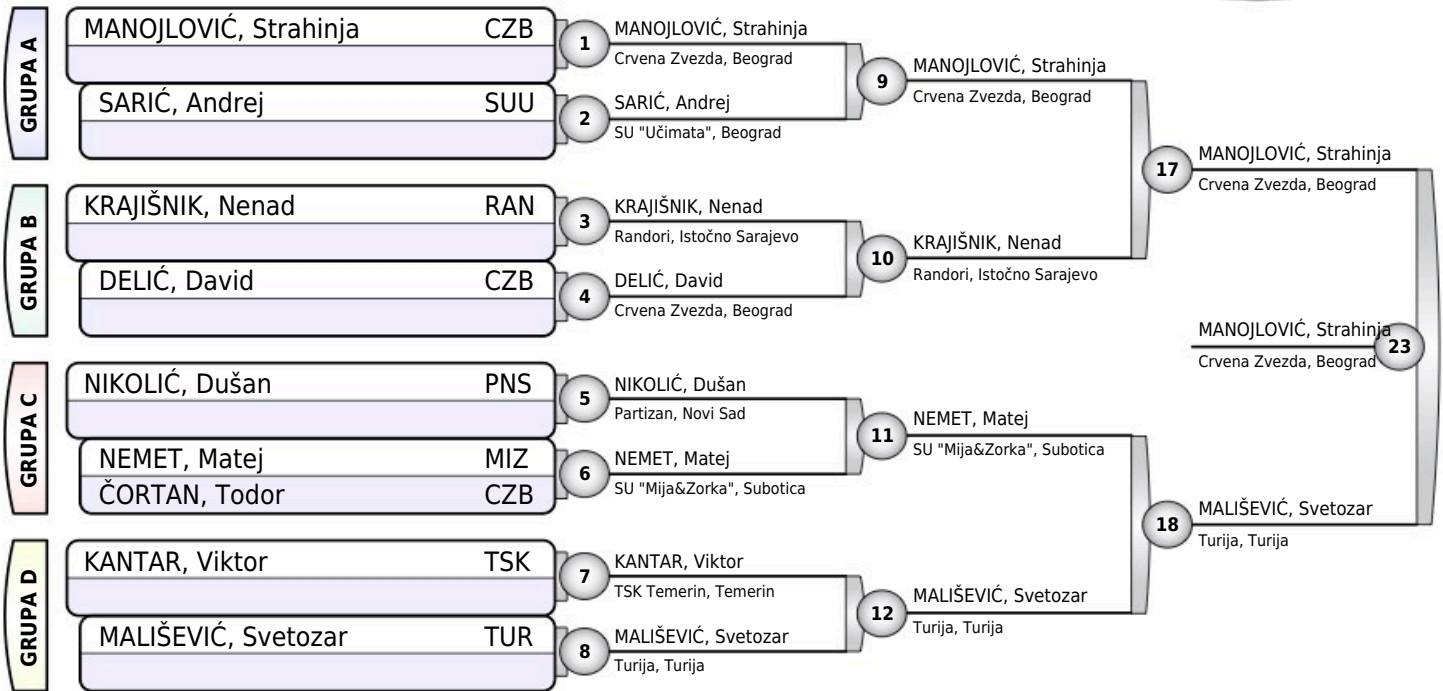 GRUPA A
MANOJLOVIĆ, Strahinja CZB
SARIĆ, Andrej SUU
GRUPA B
KRAJIŠNIK, Nenad RAN
DELIĆ, David CZB
GRUPA C
NIKOLIĆ, Dušan PNS
NEMET, Matej MIZ
ČORTAN, Todor CZB
GRUPA D
KANTAR, Viktor TSK
MALIŠEVIĆ, Svetozar TUR
1
MANOJLOVIĆ, Strahinja
Crvena Zvezda, Beograd
2
SARIĆ, Andrej
SU "Učimata", Beograd
3
KRAJIŠNIK, Nenad
Randori, Istočno Sarajevo
4
DELIĆ, David
Crvena Zvezda, Beograd
5
NIKOLIĆ, Dušan
Partizan, Novi Sad
6
NEMET, Matej
SU "Mija&Zorka", Subotica
7
KANTAR, Viktor
TSK Temerin, Temerin
8
MALIŠEVIĆ, Svetozar
Turija, Turija
9
MANOJLOVIĆ, Strahinja
Crvena Zvezda, Beograd
10
KRAJIŠNIK, Nenad
Randori, Istočno Sarajevo
11
NEMET, Matej
SU "Mija&Zorka", Subotica
12
MALIŠEVIĆ, Svetozar
Turija, Turija
17
MANOJLOVIĆ, Strahinja
Crvena Zvezda, Beograd
18
MALIŠEVIĆ, Svetozar
Turija, Turija
MANOJLOVIĆ, Strahinja
Crvena Zvezda, Beograd
23